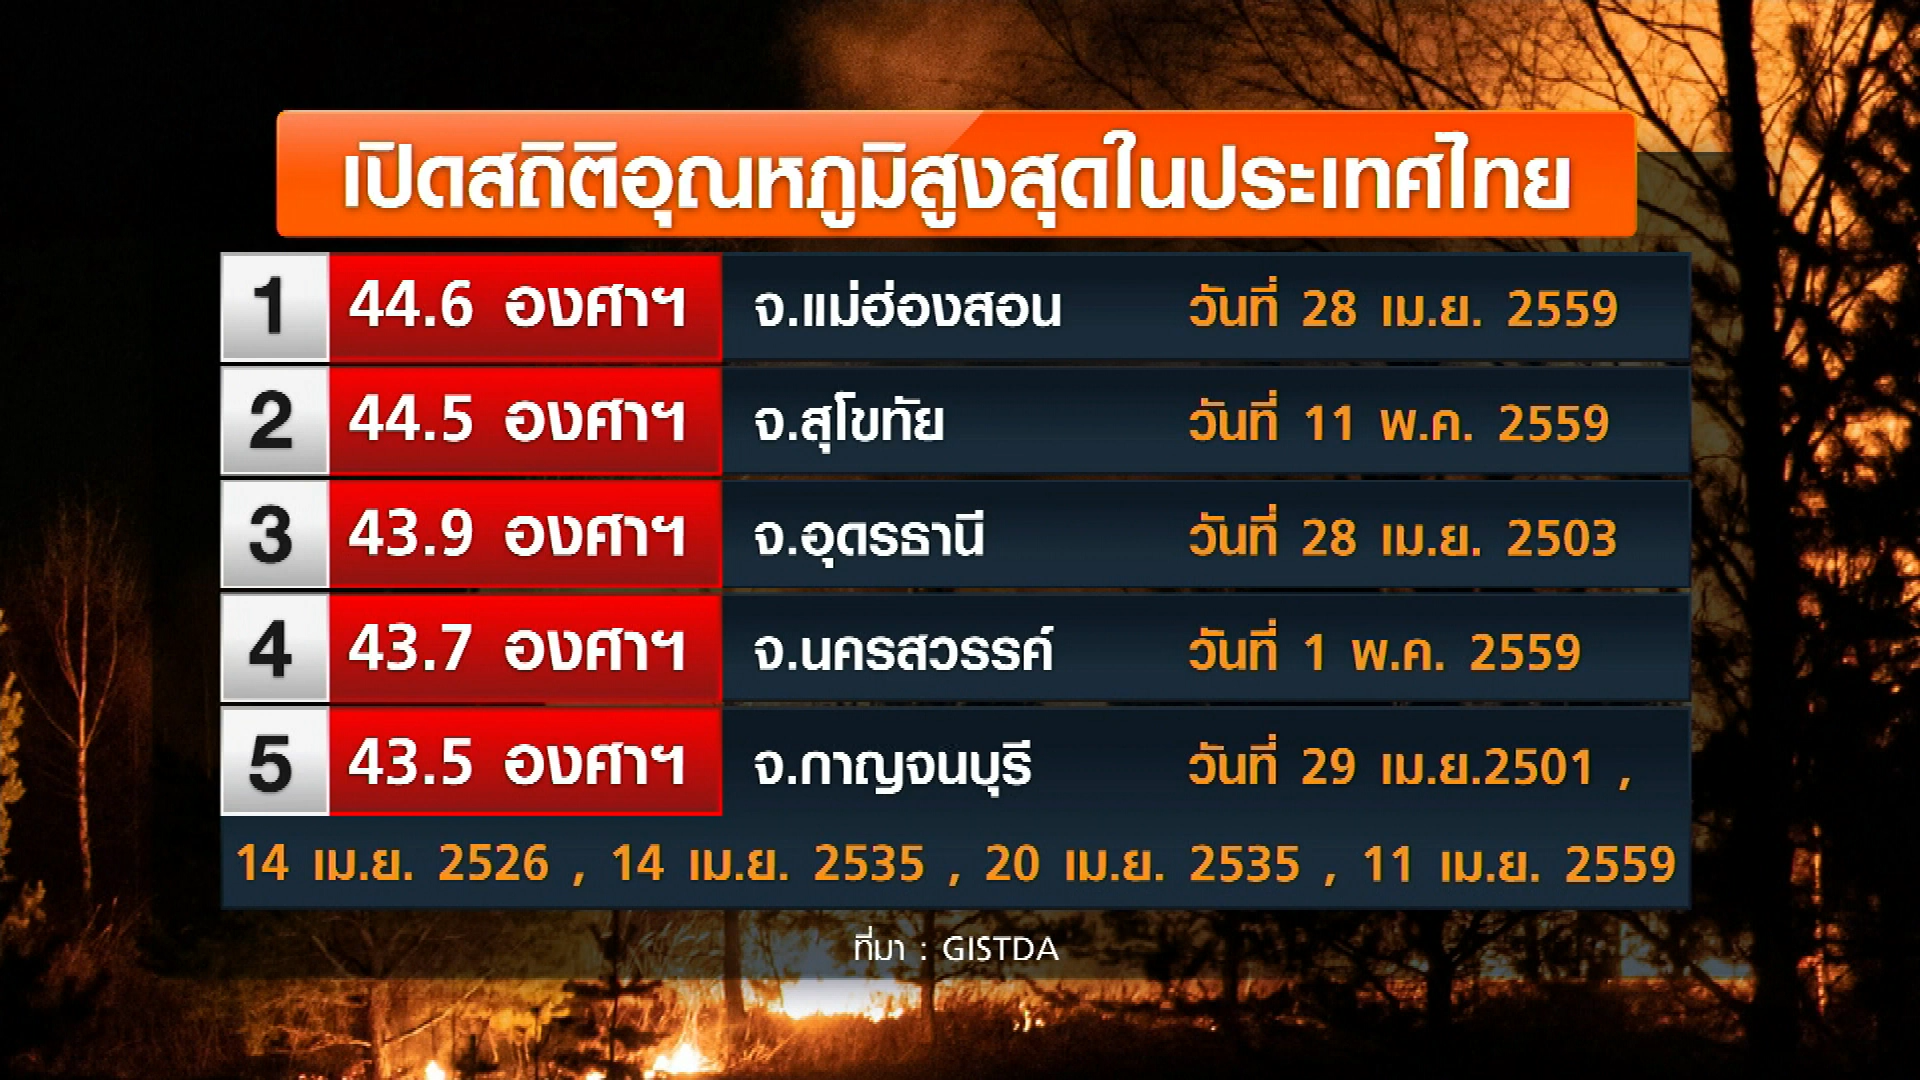 เปิดสถิติอุณหภูมิสูงสุดในประเทศไทย
1 44.6 องศาฯ จ.แม่ฮ่องสอน วันที่ 28 เม.ย. 2559
2 44.5 องศาฯ จ.สุโขทัย วันที่ 11 พ.ค. 2559
3 43.9 องศาฯ จ.อุดรธานี วันที่ 28 เม.ย. 2503
4 43.7 องศาฯ จ.นครสวรรค์ วันที่ 1 พ.ค. 2559
5 43.5 องศาฯ จ.กาญจนบุรี วันที่ 29 เม.ย.2501 ,
14 เม.ย. 2526 , 14 เม.ย. 2535 , 20 เม.ย. 2535 , 11 เม.ย. 2559
ที่มา : GISTDA